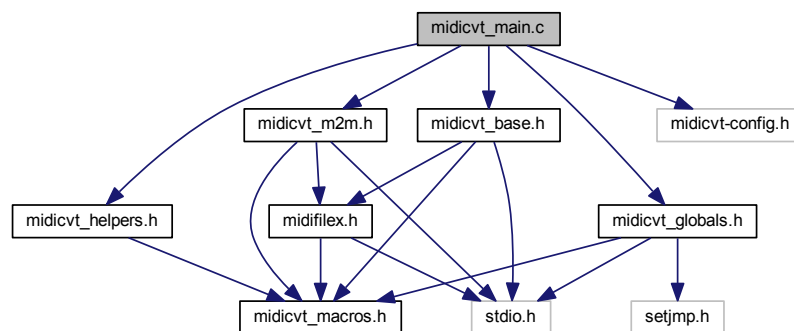 midicvt_main.c
midicvt_m2m.h
midicvt_base.h
midicvt-config.h
midicvt_helpers.h
midifilex.h
midicvt_globals.h
midicvt_macros.h
stdio.h
setjmp.h